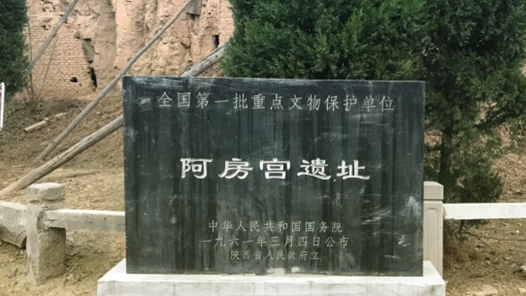 全国第一批重点文物保护单位
阿房宫遗址
中华人民共和国国务院
一九六一年三月四日公布
陕西省人民政府立